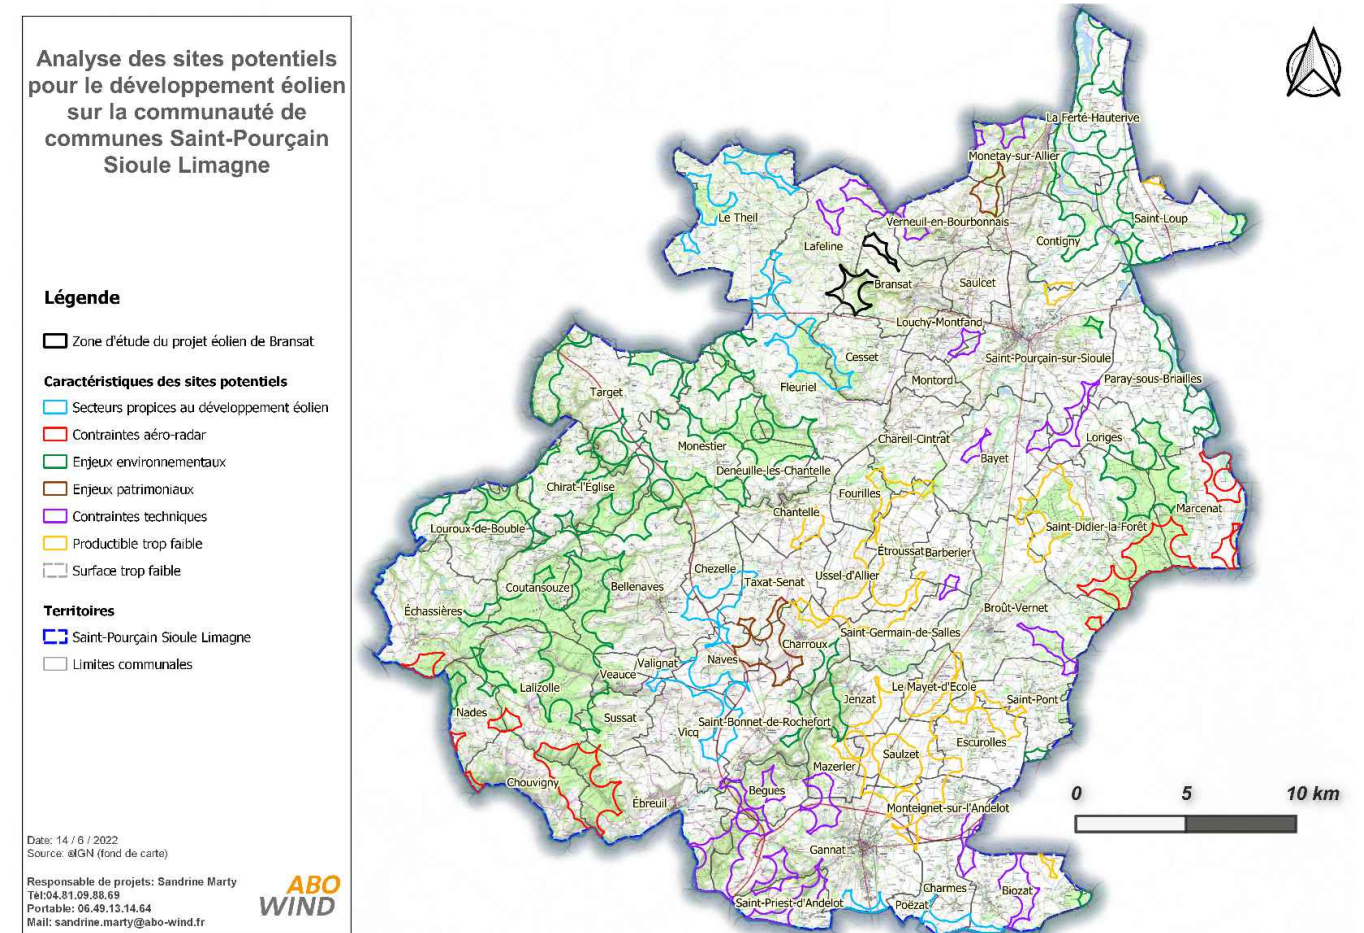 Analyse des sites potentiels
pour le développement éolien
sur la communauté de
communes Saint-Pourçain
Sioule Limagne
Légende
Zone d'étude du projet éolien de Bransat
Caractéristiques des sites potentiels
Secteurs propices au développement éolien
Contraintes aéro-radar
Enjeux environnementaux
Enjeux patrimoniaux
Contraintes techniques
Productible trop faible
Surface trop faible
Territoires
Saint-Pourçain Sioule Limagne
Limites communales
Date: 14 / 6 / 2022
Source: @IGN (fond de carte)
Responsable de projets: Sandrine Marty
Tél:04.81.09.88.69
Portable: 06.49.13.14.64
Mail: sandrine.marty@abo-wind.fr
ABO
WIND
La Ferté-Hauterive
Monetay-sur-Allier
Le Theil
Verneuil-en-Bourbonnais
Saint-Loup
Lafeline
Contigny
Bransat
Saulcet
Louchy-Montfand
Cesset
Saint-Pourçain-sur-Sioule
Fleuriel
Montord
Paray-sous-Briailles
Target
Monestier
Chareil-Cintrat
Loriges
Bayet
Deneuille-les-Chantelle
Chirat-l'Église
Fourilles
Chantelle
Marcenat
Louroux-de-Bouble
Saint-Didier-la-Forêt
Étroussat
Barberier
Chezelle
Taxat-Senat
Ussel-d'Allier
Coutansouze
Bellenaves
Échassières
Broût-Vernet
Saint-Germain-de-Salles
Charroux
Valignat
Naves
Veauce
Lalizolle
Le Mayet-d'École
Jenzat
Saint-Pont
Nades
Sussat
Saint-Bonnet-de-Rochefort
Vicq
Escurolles
Saulzet
Mazerier
Chouvigny
Begues
Ébreuil
Monteignet-sur-l'Andelot
Gannat
Charmes
Biozat
Saint-Priest-d'Andelot
Poëzat
0 5 10 km